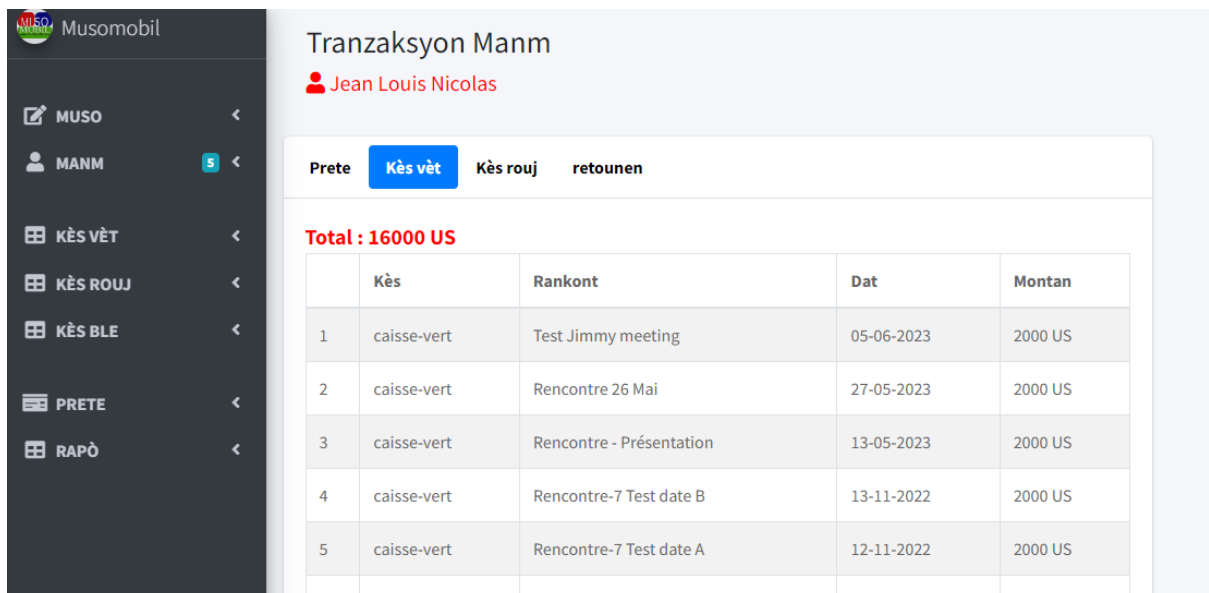 MUSO
MOBIL
Musomobil
MUSO
MANM 5
KÈS VÈT
KÈS ROUJ
KÈS BLE
PRETE
RAPÒ
Tranzaksyon Manm
Jean Louis Nicolas
Prete Kès vèt Kès rouj retounen
Total : 16000 US
Kès Rankont Dat Montan
1 caisse-vert Test Jimmy meeting 05-06-2023 2000 US
2 caisse-vert Rencontre 26 Mai 27-05-2023 2000 US
3 caisse-vert Rencontre - Présentation 13-05-2023 2000 US
4 caisse-vert Rencontre-7 Test date B 13-11-2022 2000 US
5 caisse-vert Rencontre-7 Test date A 12-11-2022 2000 US